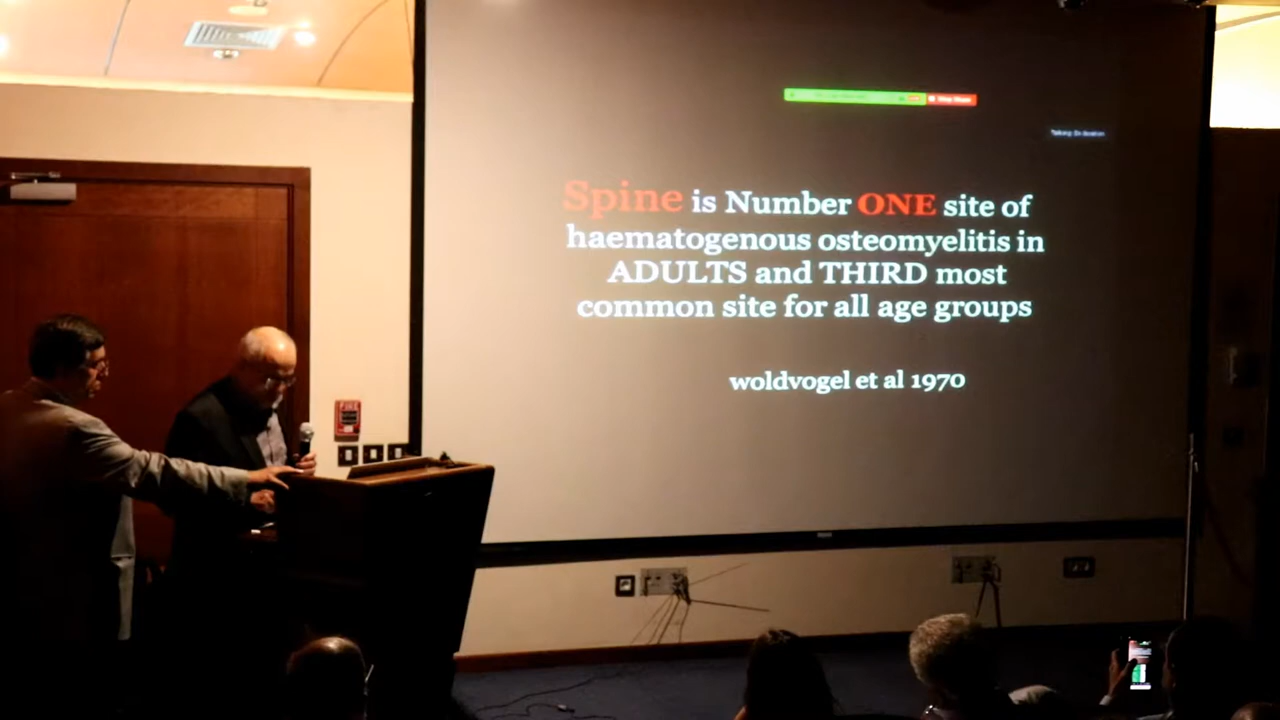 Spine is Number ONE site of
haematogenous osteomyelitis in
ADULTS and THIRD most
common site for all age groups
woldvogel et al 1970
FIRE